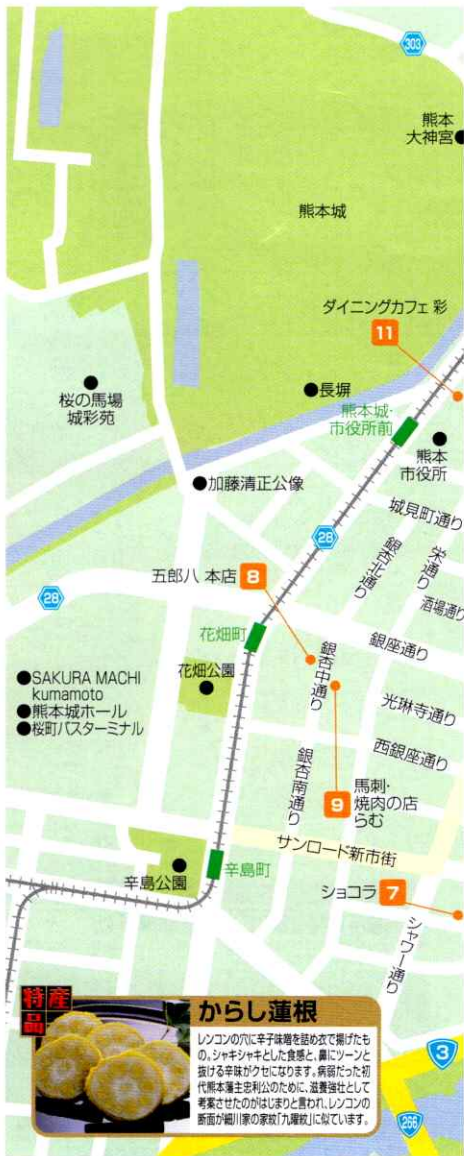 303
熊本
大神宮
熊本城
ダイニングカフェ 彩
11
長塀
桜の馬場
城彩苑
熊本城・
市役所前
熊本
市役所
加藤清正公像
城見町通り
28
銀杏北通り
栄通り
酒場通り
五郎八 本店 8
28
花畑町
銀座通り
銀杏中通り
SAKURA MACHI
kumamoto
熊本城ホール
桜町バスターミナル
花畑公園
光琳寺通り
西銀座通り
銀杏南通り
9 馬刺・
焼肉の店
らむ
サンロード新市街
辛島公園
辛島町
ショコラ 7
シャワー通り
特産品
からし蓮根
レンコンの穴に辛子味噌を詰め衣で揚げたも
の。シャキシャキとした食感と、鼻にツーンと
抜ける辛味がクセになります。病弱だった初
代熊本藩主忠利公のために、滋養強壮として
考案させたのがはじまりと言われ、レンコンの
断面が細川家の家紋「九曜紋」に似ています。
3
266